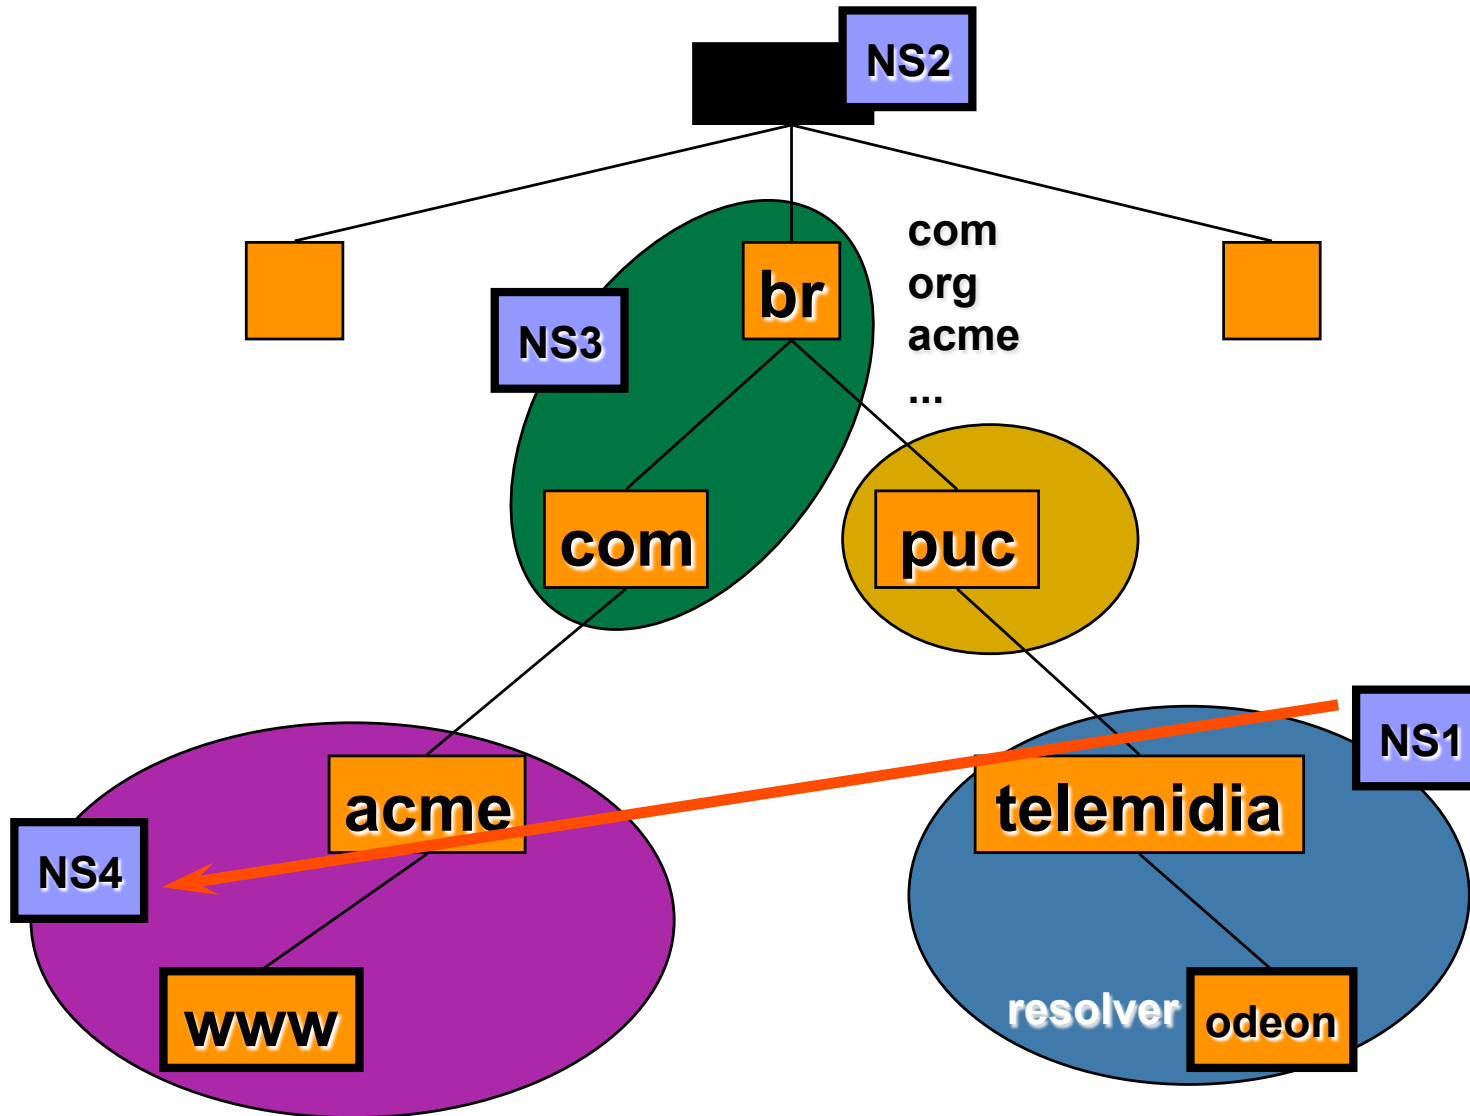 NS2
com
org
acme
...
br
NS3
com
puc
NS1
acme
telemidia
NS4
www
resolver
odeon